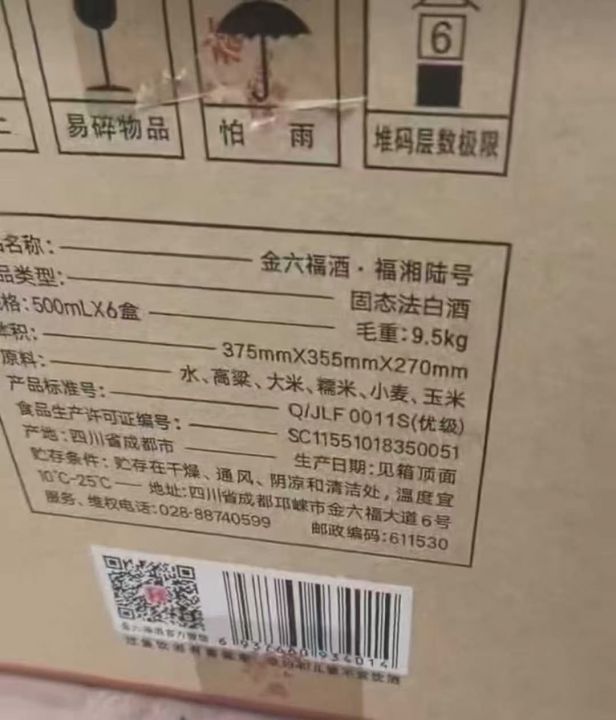 6
易碎物品
怕 雨
堆码层数极限
名称: 金六福酒·福湘陆号
品类型: 固态法白酒
格: 500mLX6盒 毛重: 9.5kg
体积: 375mmX355mmX270mm
原料: 水、高粱、大米、糯米、小麦、玉米
产品标准号: Q/JLF 0011S(优级)
食品生产许可证编号: SC11551018350051
产地: 四川省成都市 生产日期: 见箱顶面
贮存条件: 贮存在干燥、通风、阴凉和清洁处, 温度宜
10℃-25℃ 地址: 四川省成都邛崃市金六福大道6号
服务、维权电话: 028-88740599 邮政编码: 611530
6 937660 934014